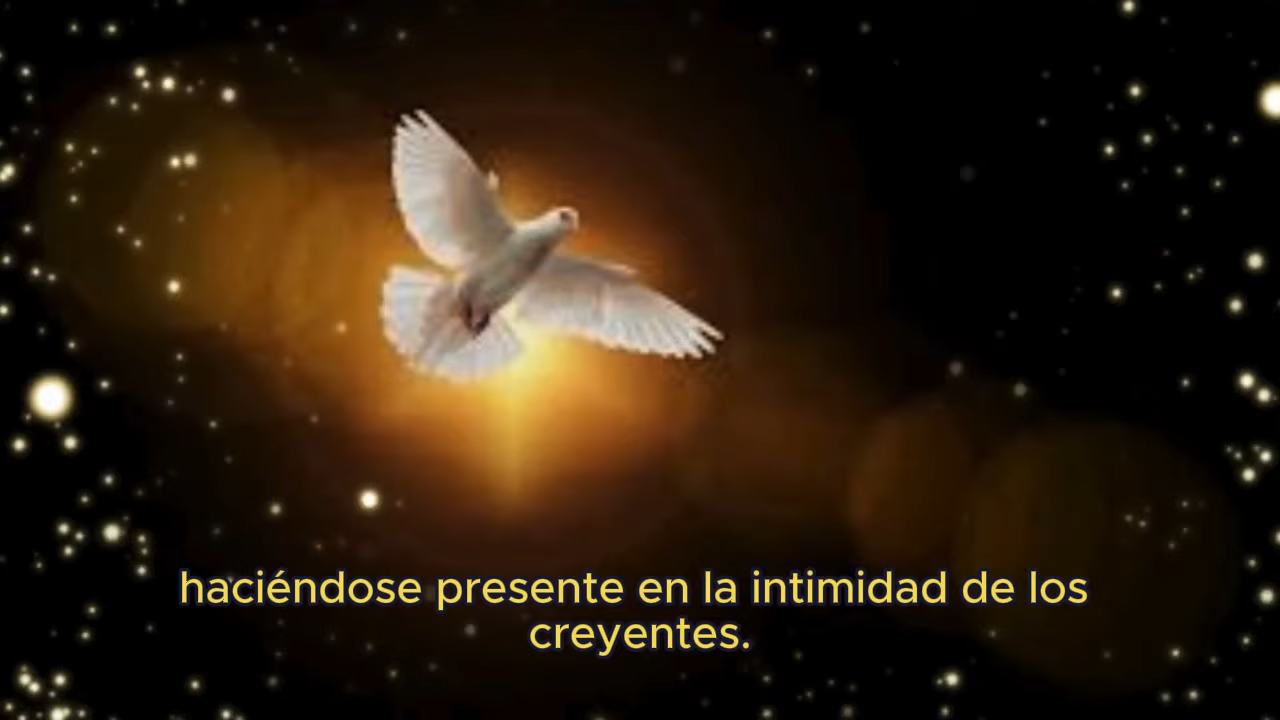 haciéndose presente en la intimidad de los
creyentes.